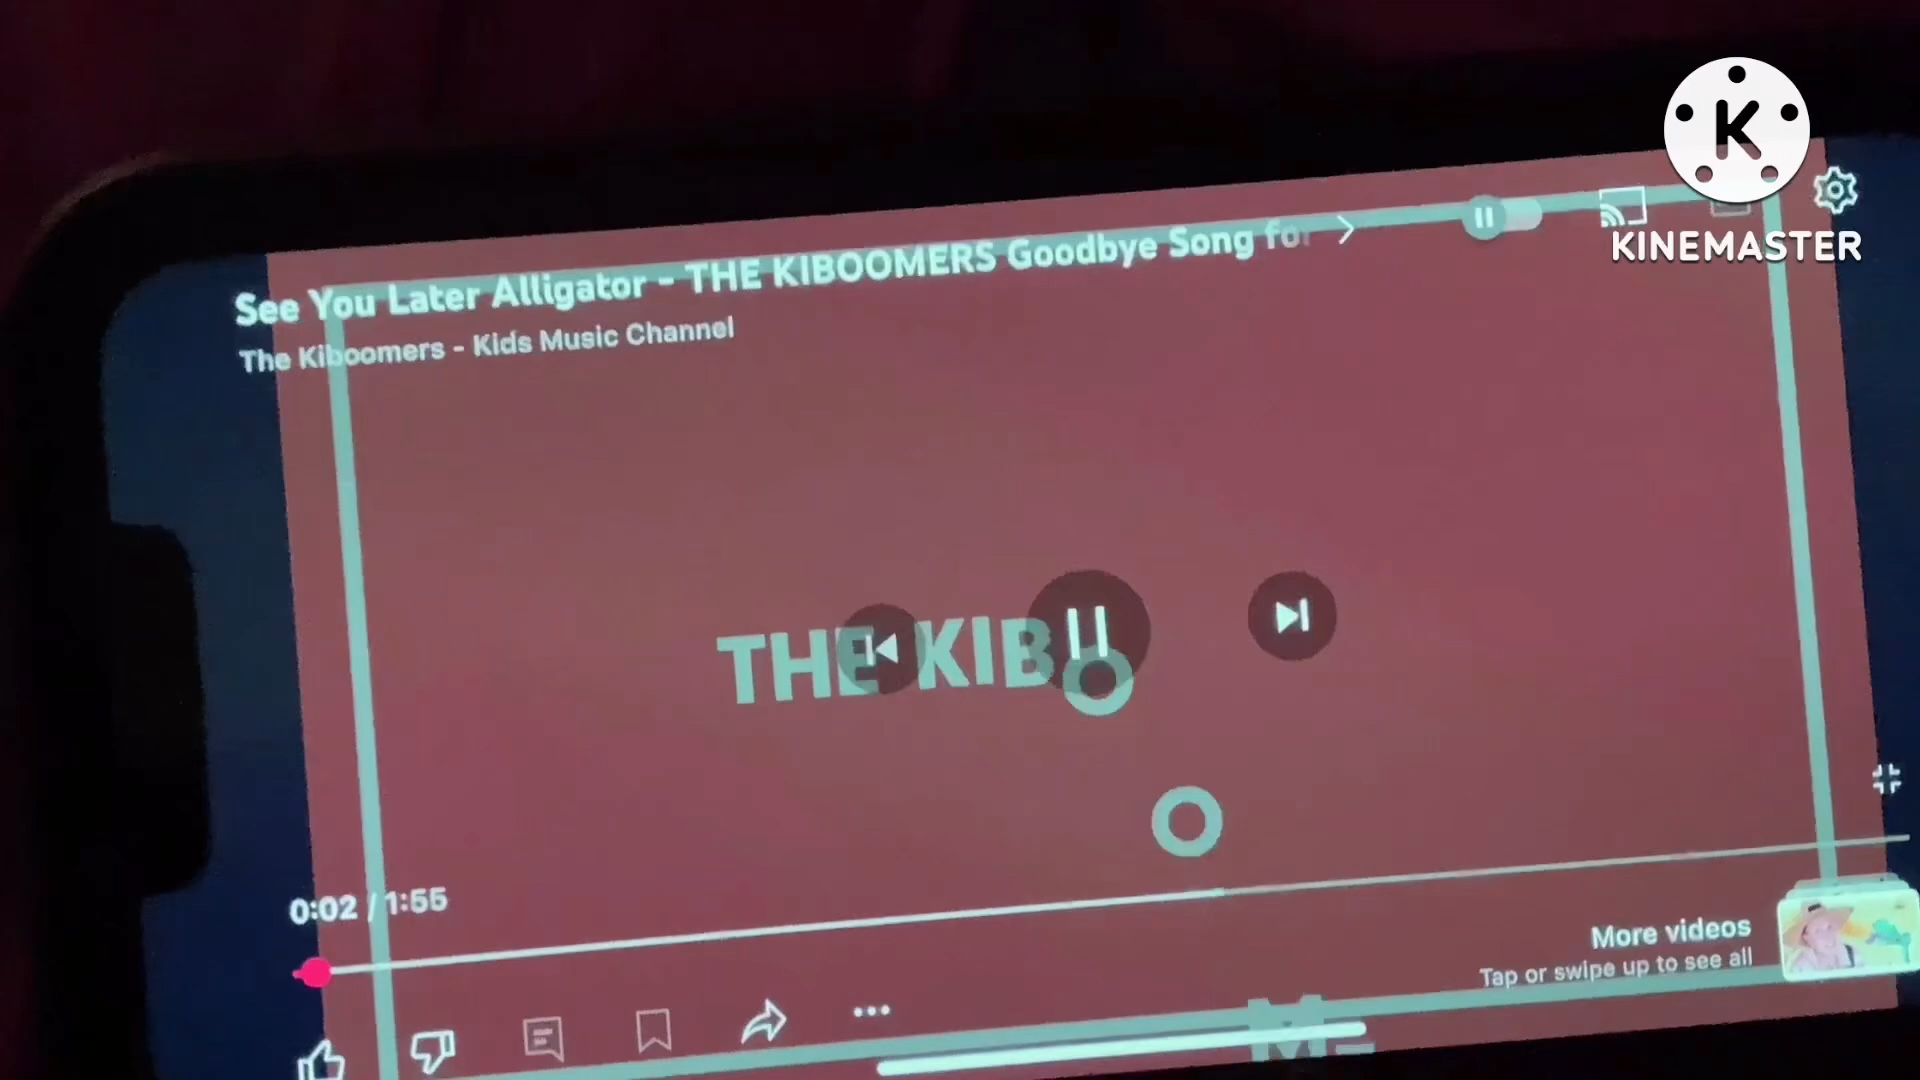 K
KINEMASTER
See You Later Alligator - THE KIBOOMERS Goodbye Song for
The Kiboomers - Kids Music Channel
THE KIBO
O
0:02 / 1:55
More videos
Tap or swipe up to see all